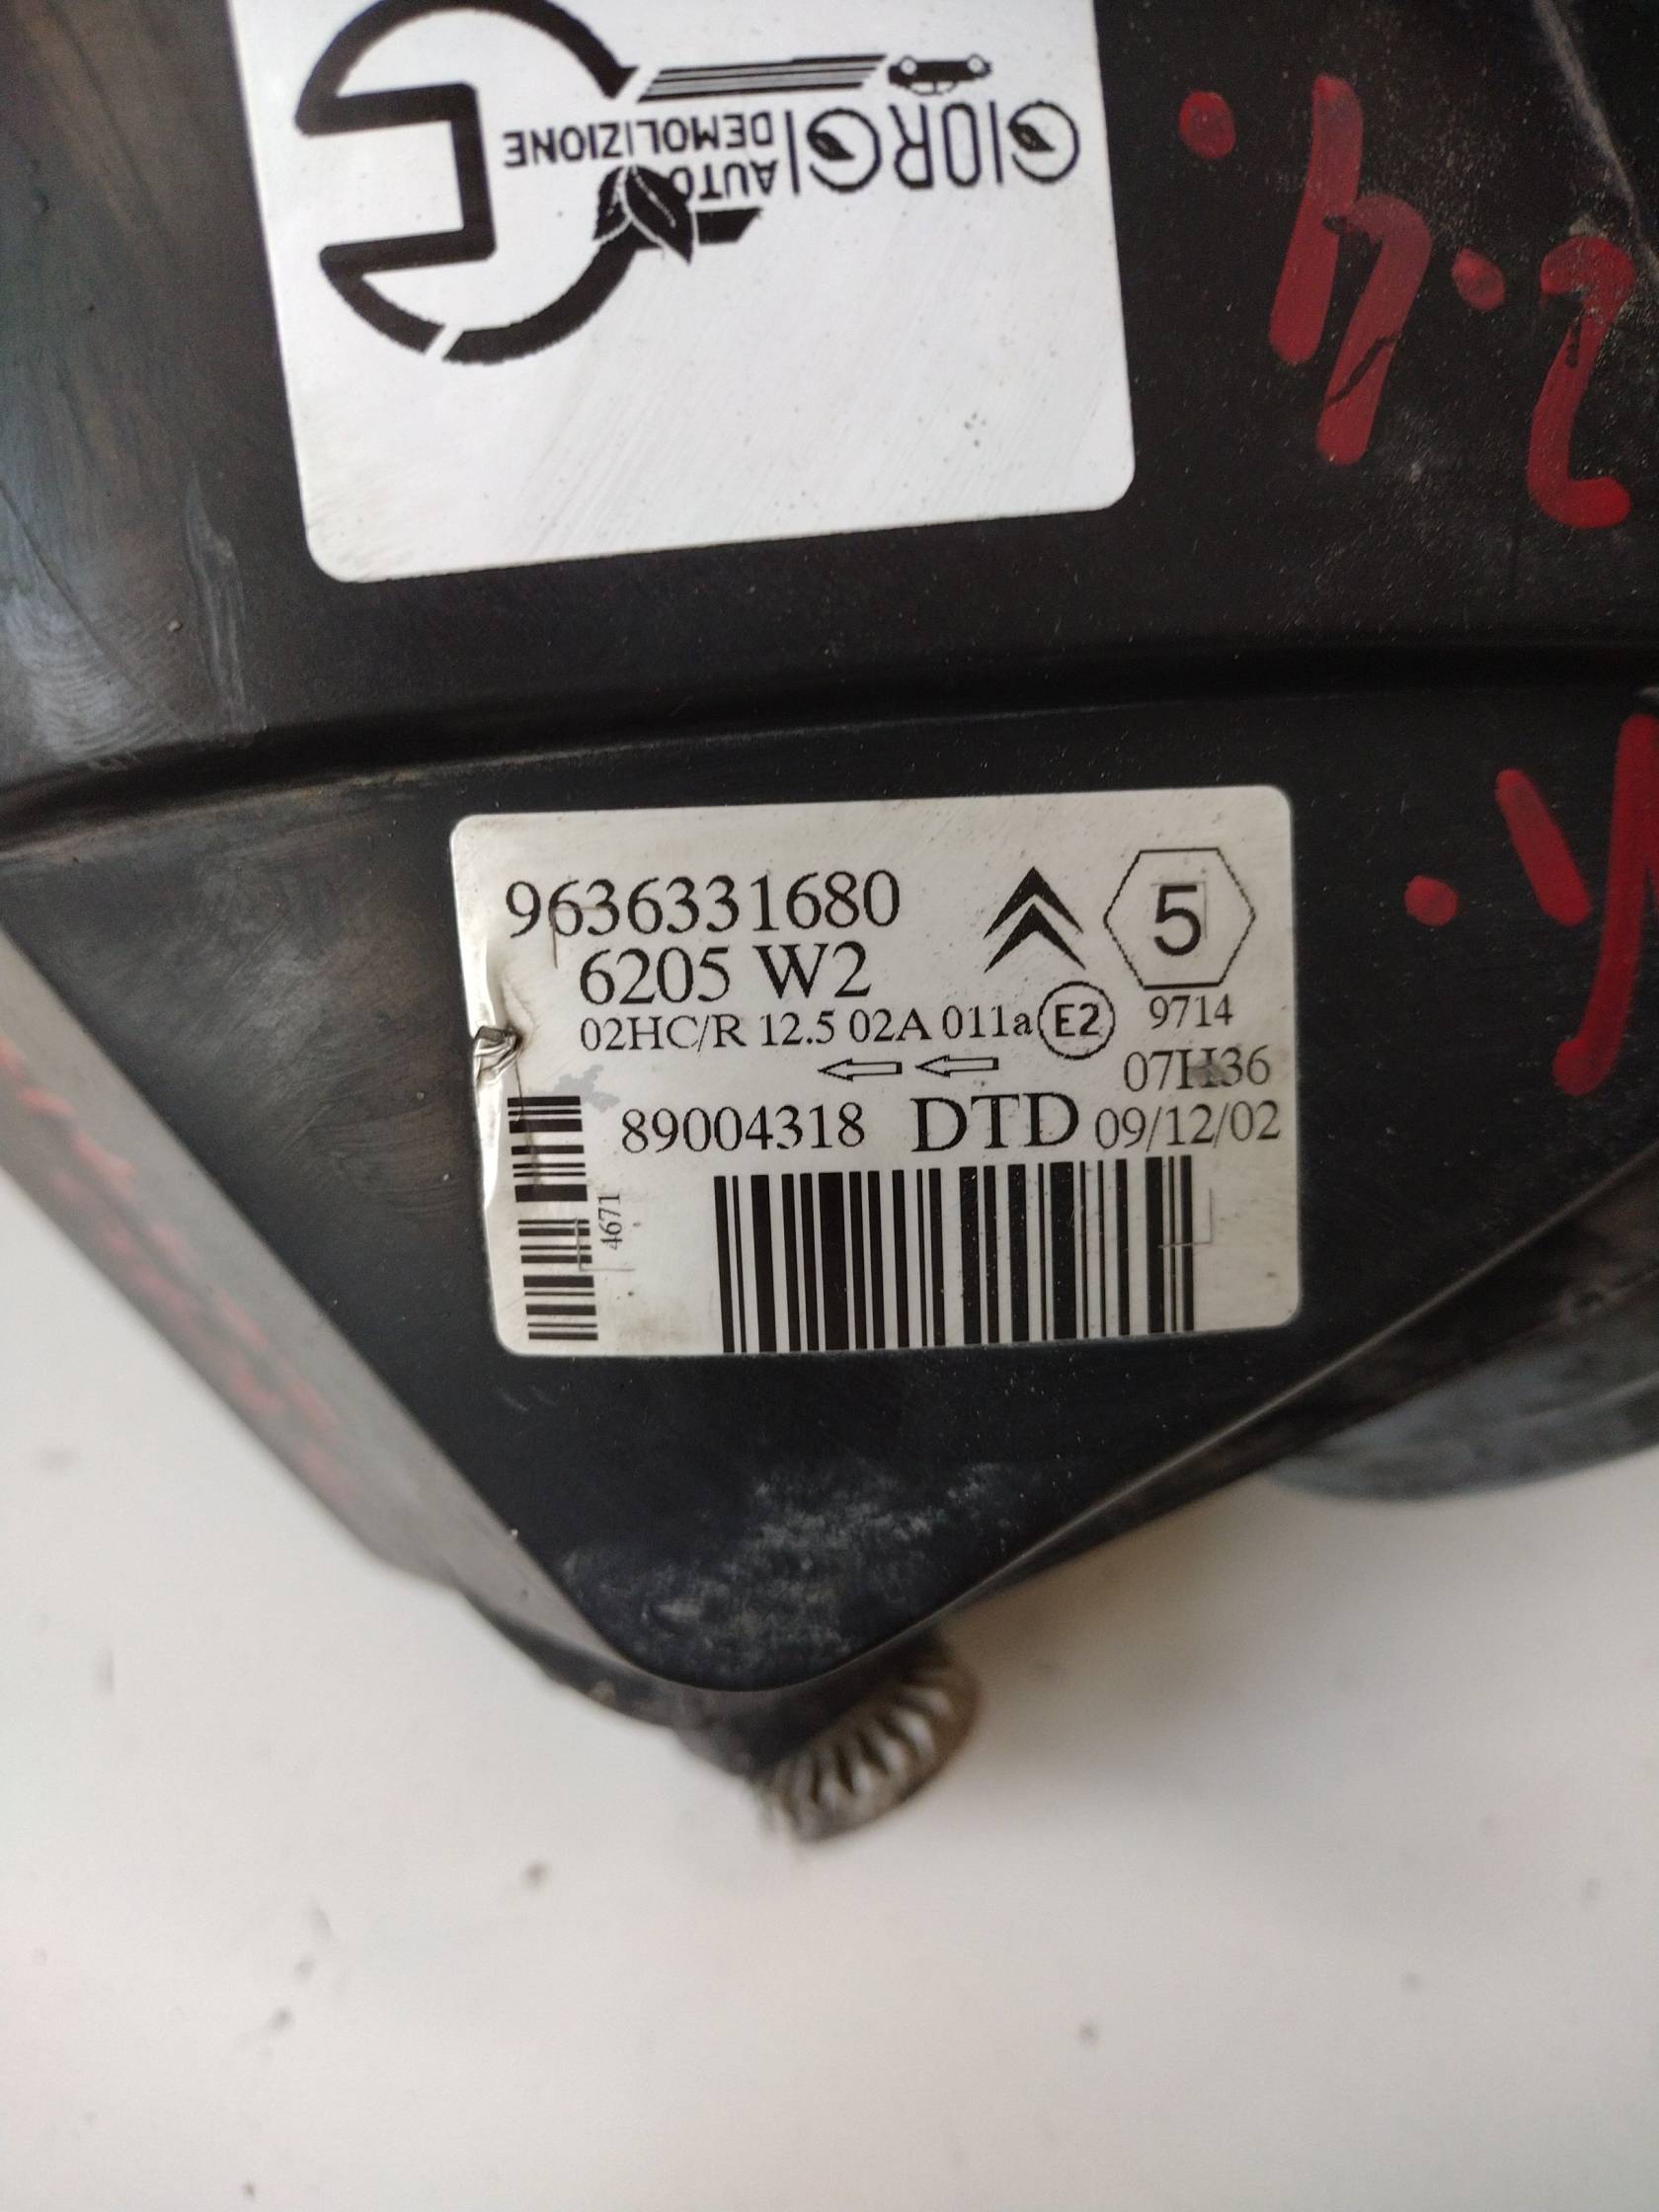 GIORGI
AUTO
DEMOLIZIONE
9636331680
5
6205 W2
02HC/R 12.5 02A 011a E2 9714
07H36
89004318 DTD 09/12/02
4671